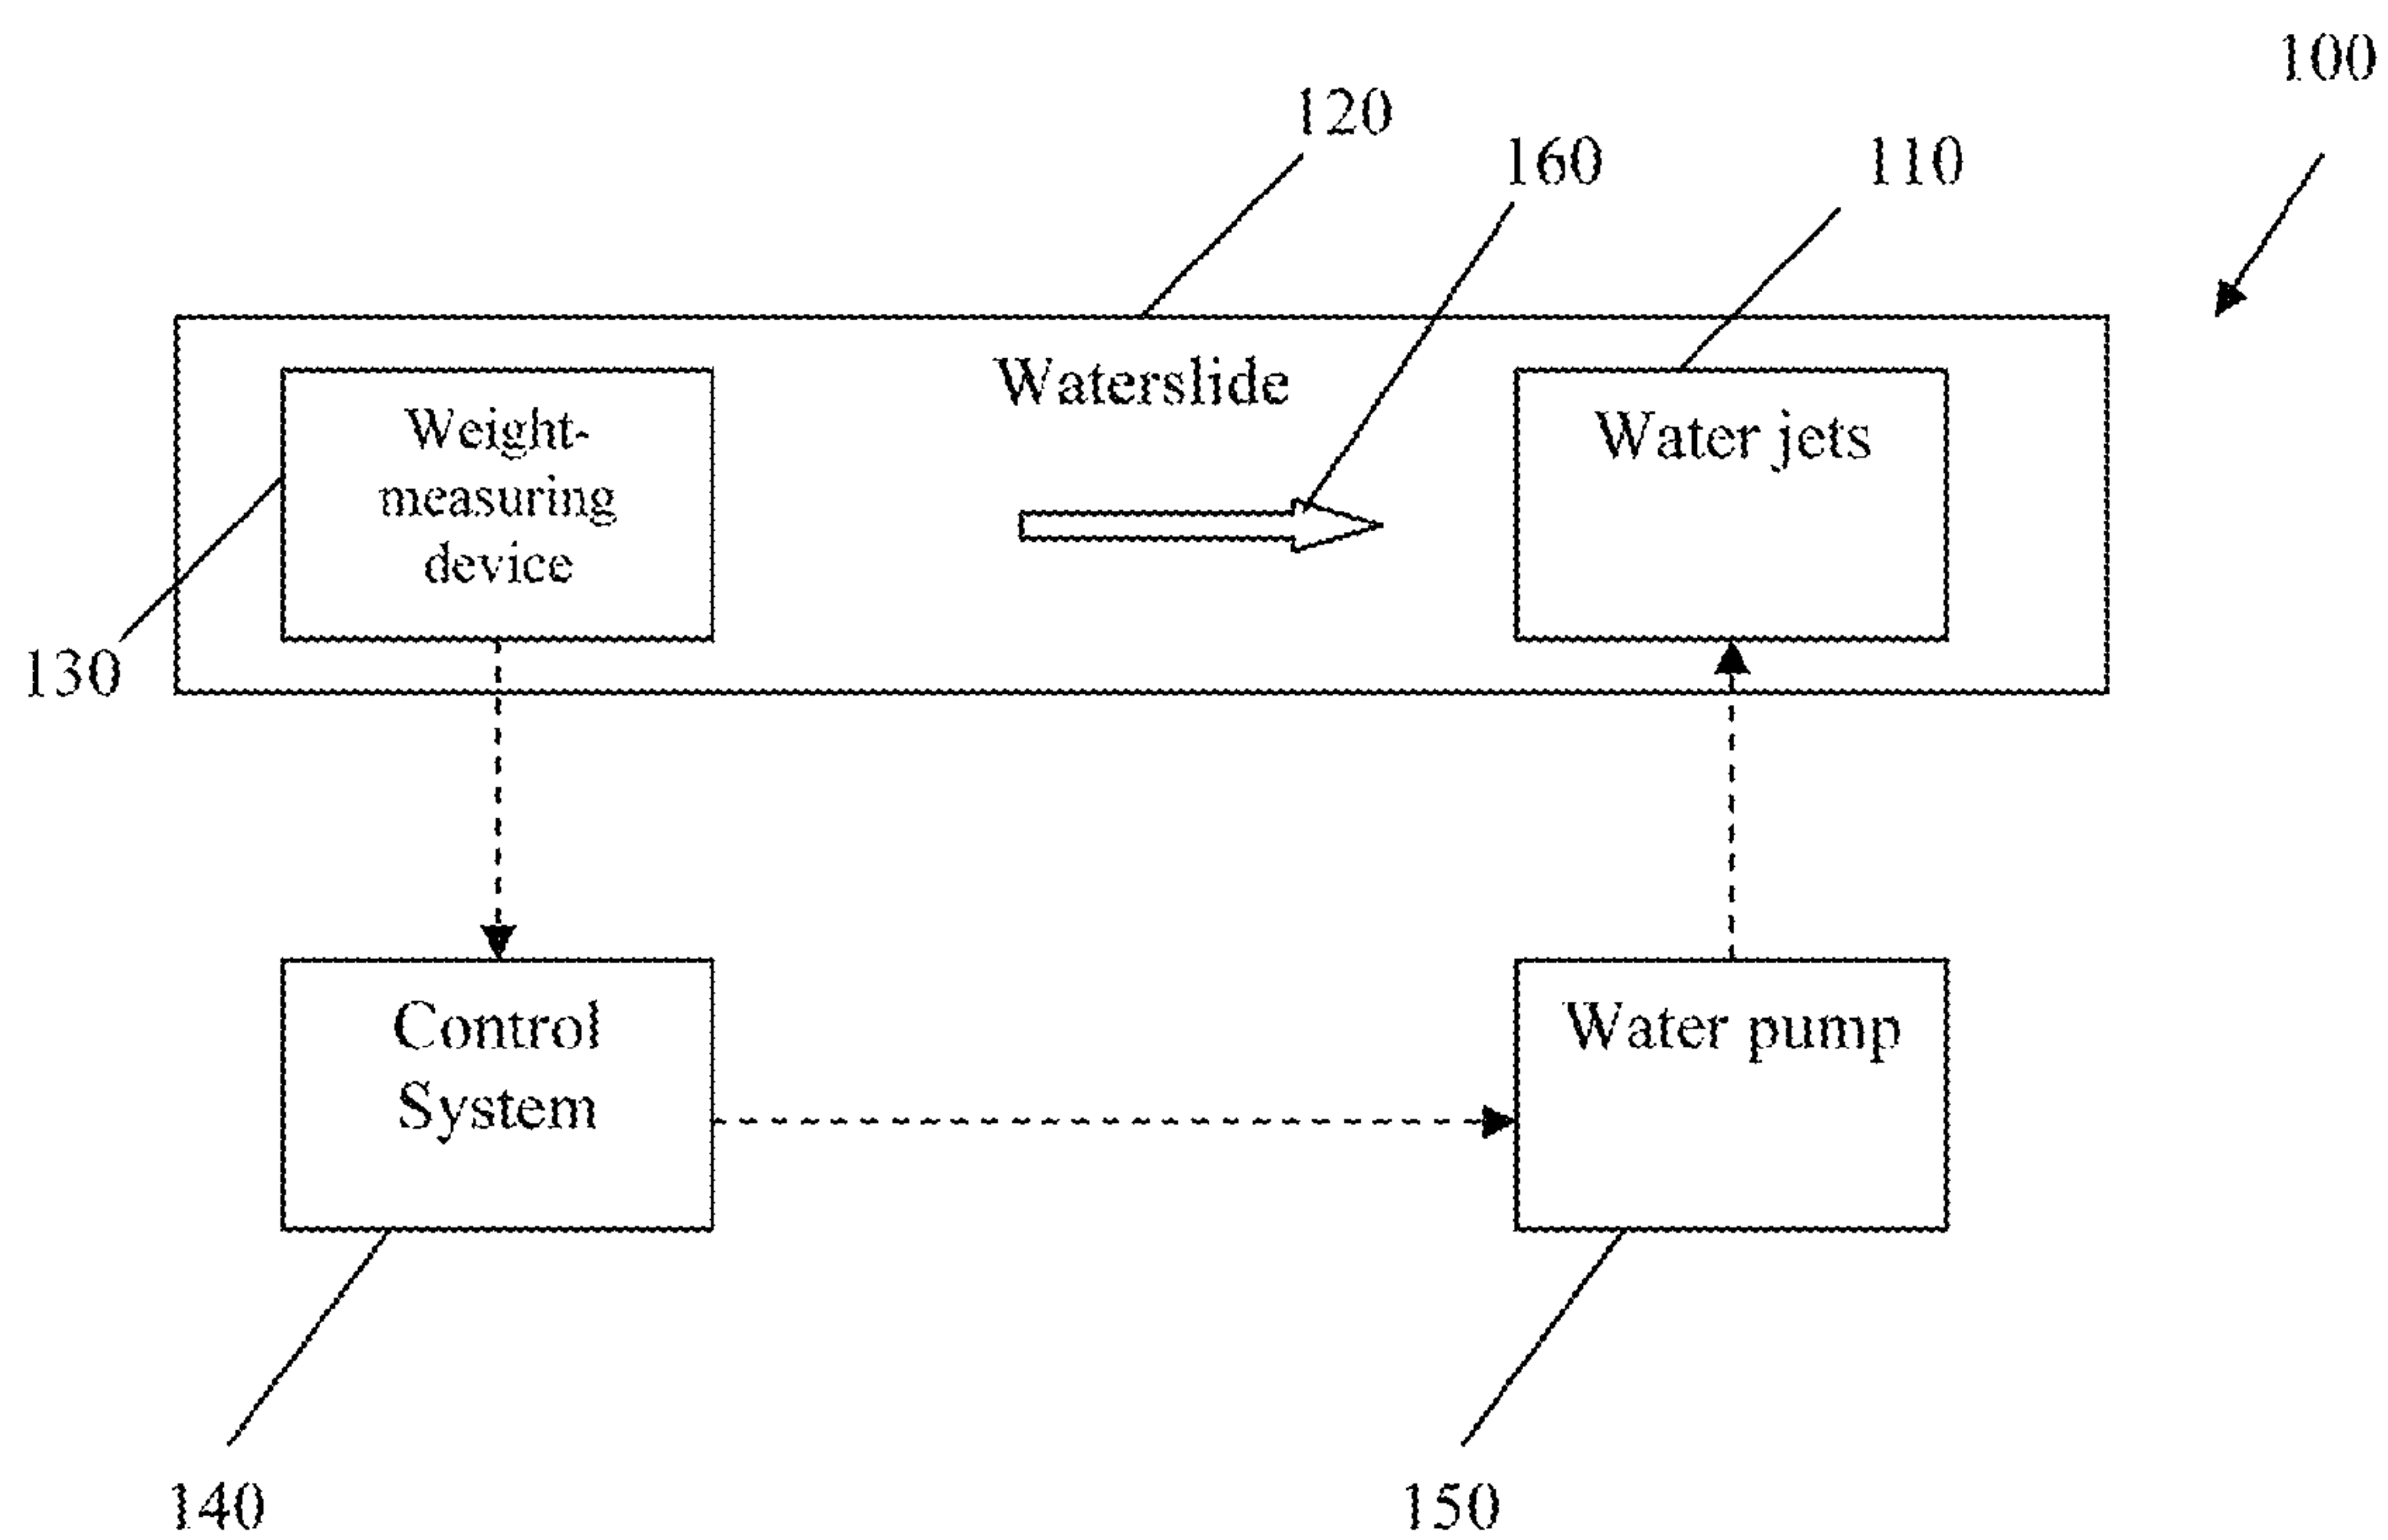 100
120
160
110
Waterslide
Weight-
measuring
device
Water jets
130
Control
System
Water pump
140
150